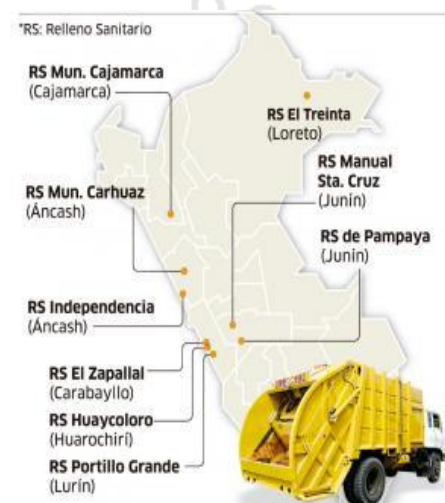 *RS: Relleno Sanitario
RS Mun. Cajamarca
(Cajamarca)
RS El Treinta
(Loreto)
RS Manual
Sta. Cruz
(Junín)
RS Mun. Carhuaz
(Áncash)
RS de Pampaya
(Junín)
RS Independencia
(Áncash)
RS El Zapallal
(Carabayllo)
RS Huaycoloro
(Huarochirí)
RS Portillo Grande
(Lurín)